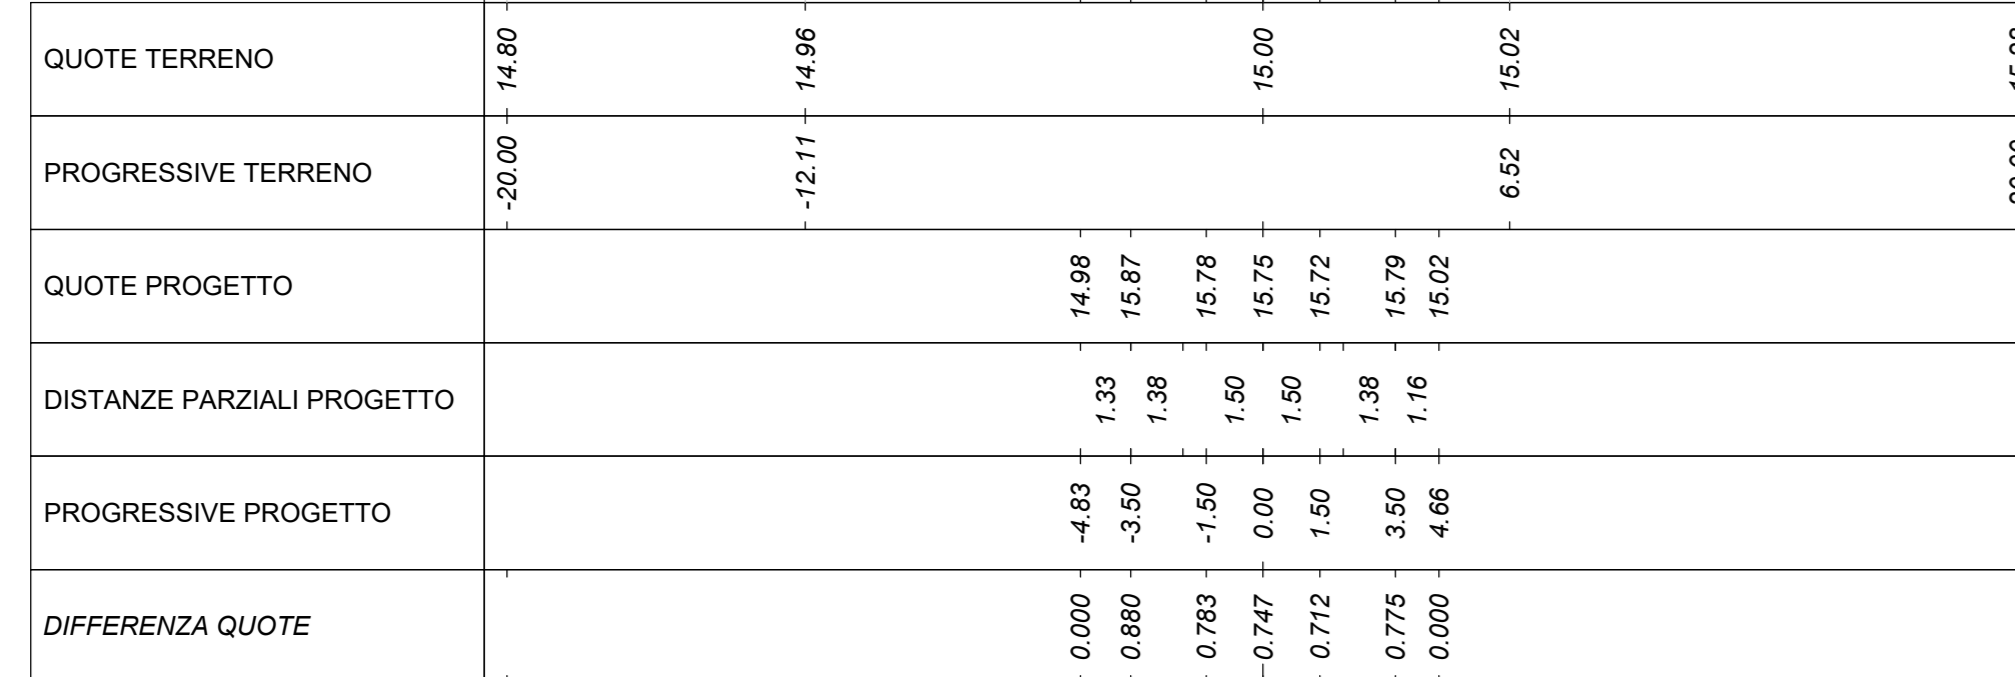 QUOTE TERRENO 14.80 14.96 15.00 15.02
PROGRESSIVE TERRENO -20.00 -12.11 6.52
QUOTE PROGETTO 14.98 15.87 15.78 15.75 15.72 15.79 15.02
DISTANZE PARZIALI PROGETTO 1.33 1.38 1.50 1.50 1.38 1.16
PROGRESSIVE PROGETTO -4.83 -3.50 -1.50 0.00 1.50 3.50 4.66
DIFFERENZA QUOTE 0.000 0.880 0.783 0.747 0.712 0.775 0.000